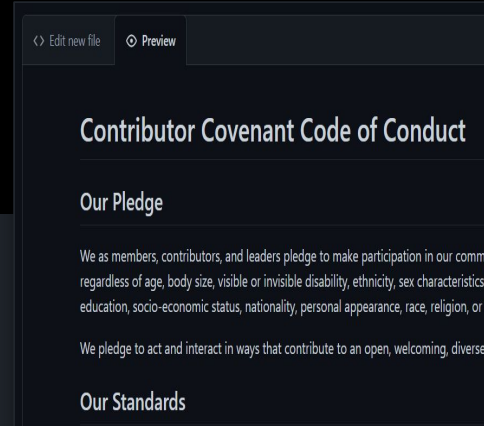 <> Edit new file
Preview
Contributor Covenant Code of Conduct
Our Pledge
We as members, contributors, and leaders pledge to make participation in our comm
regardless of age, body size, visible or invisible disability, ethnicity, sex characteristics
education, socio-economic status, nationality, personal appearance, race, religion, or
We pledge to act and interact in ways that contribute to an open, welcoming, diverse
Our Standards